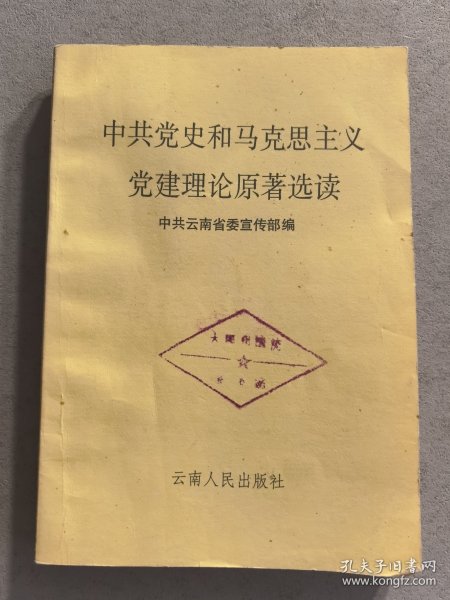 中共党史和马克思主义
党建理论原著选读
中共云南省委宣传部编
云南人民出版社
孔夫子旧书网
www.kongfz.com